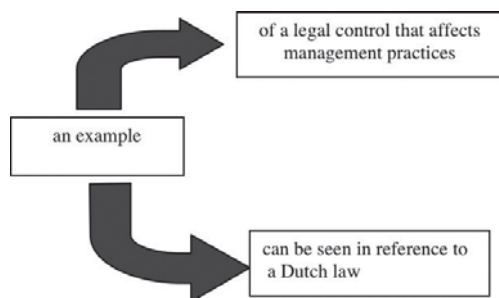 of a legal control that affects
management practices
an example
can be seen in reference to
a Dutch law